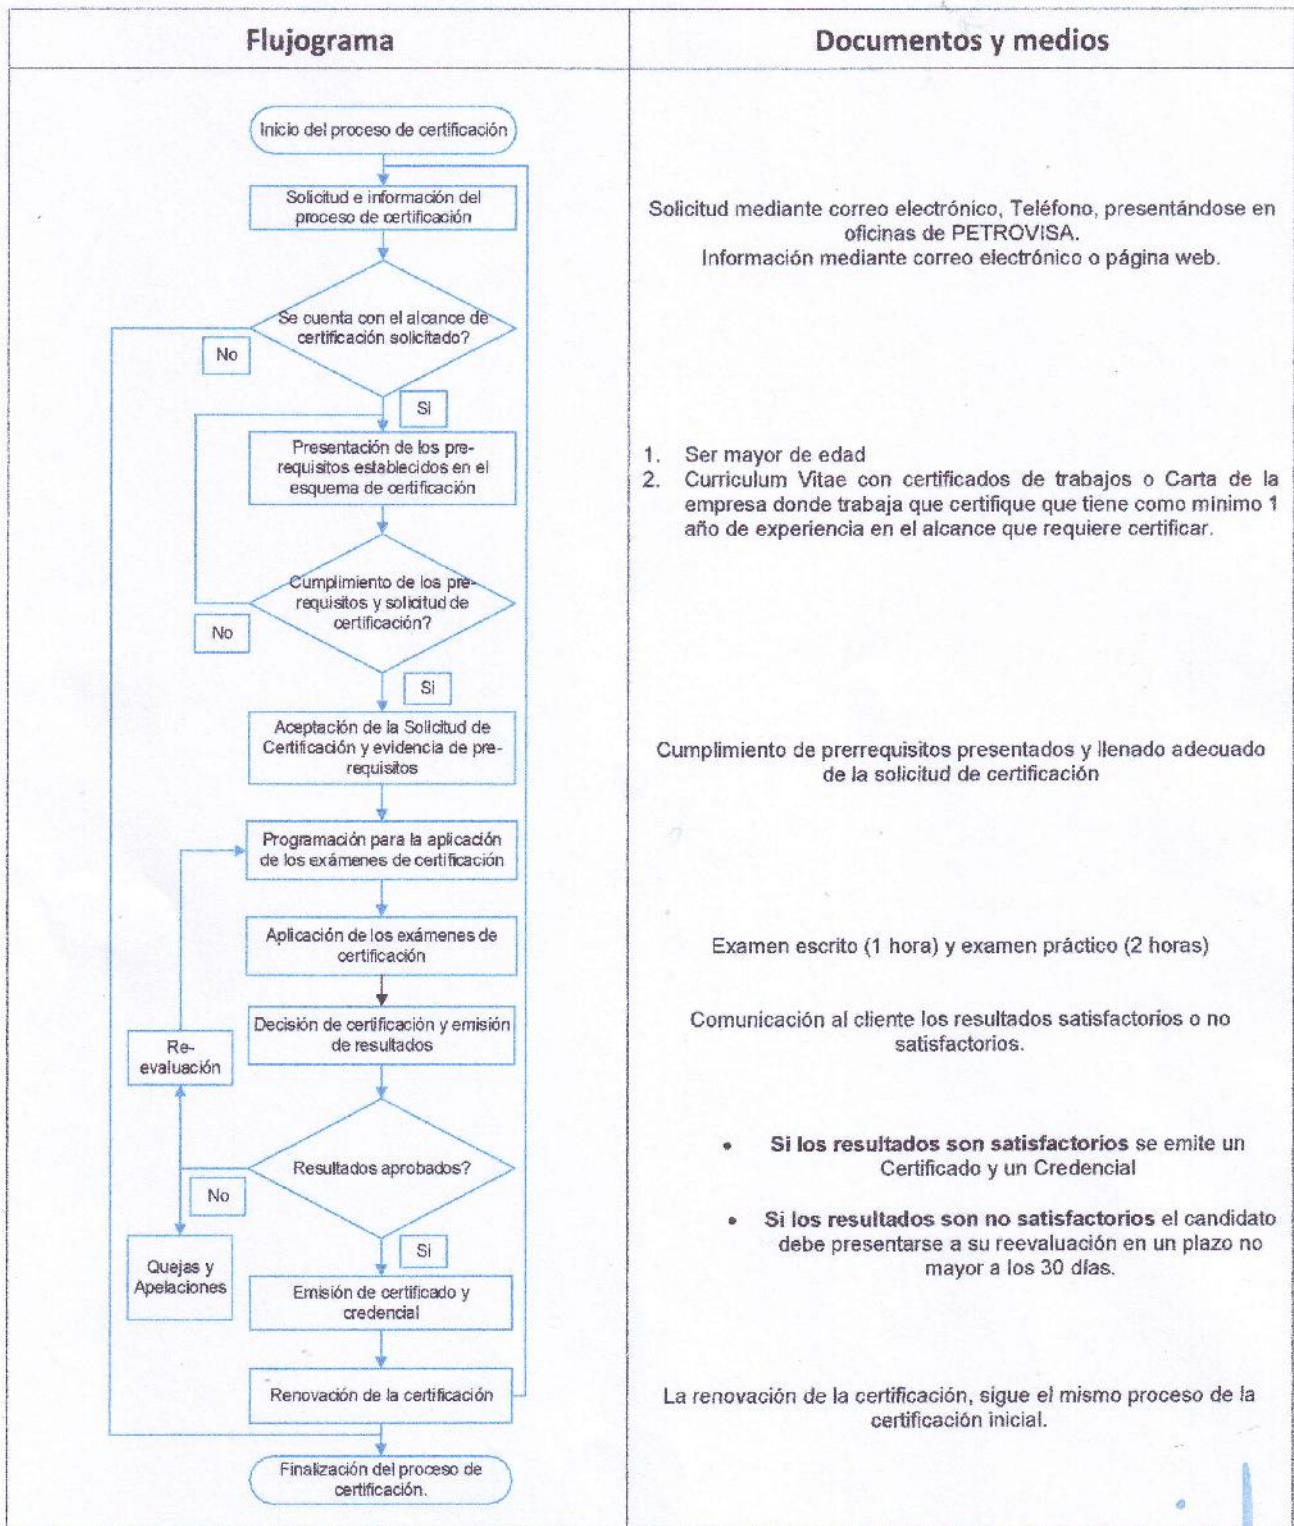 Flujograma
Documentos y medios
Inicio del proceso de certificación
Solicitud e información del
proceso de certificación
Solicitud mediante correo electrónico, Teléfono, presentándose en
oficinas de PETROVISA.
Información mediante correo electrónico o página web.
Se cuenta con el alcance de
certificación solicitado?
No
Si
Presentación de los pre-
requisitos establecidos en el
esquema de certificación
1. Ser mayor de edad
2. Curriculum Vitae con certificados de trabajos o Carta de la
empresa donde trabaja que certifique que tiene como mínimo 1
año de experiencia en el alcance que requiere certificar.
Cumplimiento de los pre-
requisitos y solicitud de
certificación?
No
Si
Aceptación de la Solicitud de
Certificación y evidencia de pre-
requisitos
Cumplimiento de prerrequisitos presentados y llenado adecuado
de la solicitud de certificación
Programación para la aplicación
de los exámenes de certificación
Aplicación de los exámenes de
certificación
Examen escrito (1 hora) y examen práctico (2 horas)
Decisión de certificación y emisión
de resultados
Comunicación al cliente los resultados satisfactorios o no
satisfactorios.
Re-
evaluación
Resultados aprobados?
No
Si
• Si los resultados son satisfactorios se emite un
Certificado y un Credencial
• Si los resultados son no satisfactorios el candidato
debe presentarse a su reevaluación en un plazo no
mayor a los 30 días.
Quejas y
Apelaciones
Emisión de certificado y
credencial
Renovación de la certificación
La renovación de la certificación, sigue el mismo proceso de la
certificación inicial.
Finalización del proceso de
certificación.